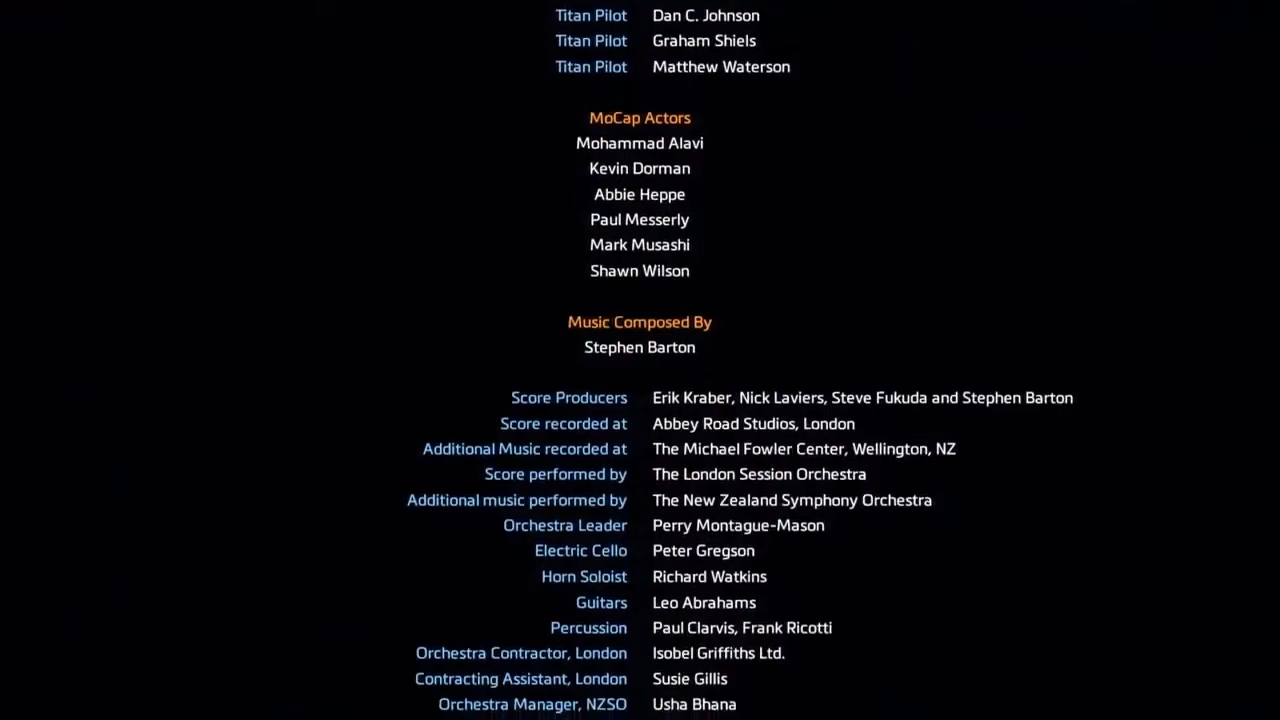 Titan Pilot Dan C. Johnson
Titan Pilot Graham Shiels
Titan Pilot Matthew Waterson
MoCap Actors
Mohammad Alavi
Kevin Dorman
Abbie Heppe
Paul Messerly
Mark Musashi
Shawn Wilson
Music Composed By
Stephen Barton
Score Producers Erik Kraber, Nick Laviers, Steve Fukuda and Stephen Barton
Score recorded at Abbey Road Studios, London
Additional Music recorded at The Michael Fowler Center, Wellington, NZ
Score performed by The London Session Orchestra
Additional music performed by The New Zealand Symphony Orchestra
Orchestra Leader Perry Montague-Mason
Electric Cello Peter Gregson
Horn Soloist Richard Watkins
Guitars Leo Abrahams
Percussion Paul Clarvis, Frank Ricotti
Orchestra Contractor, London Isobel Griffiths Ltd.
Contracting Assistant, London Susie Gillis
Orchestra Manager, NZSO Usha Bhana